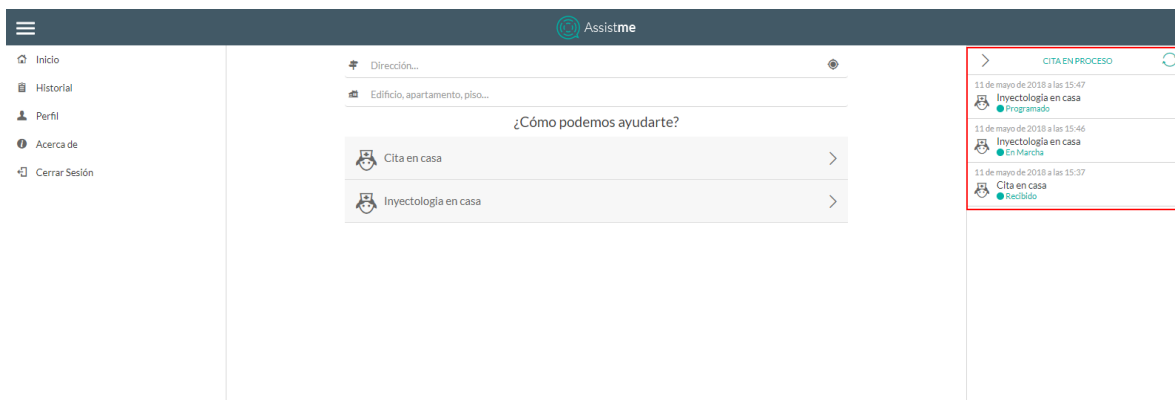 Assistme
Inicio
Historial
Perfil
Acerca de
Cerrar Sesión
Dirección...
Edificio, apartamento, piso...
¿Cómo podemos ayudarte?
Cita en casa
Inyectologia en casa
CITA EN PROCESO
11 de mayo de 2018 a las 15:47
Inyectologia en casa
Programado
11 de mayo de 2018 a las 15:46
Inyectologia en casa
En Marcha
11 de mayo de 2018 a las 15:37
Cita en casa
Recibido